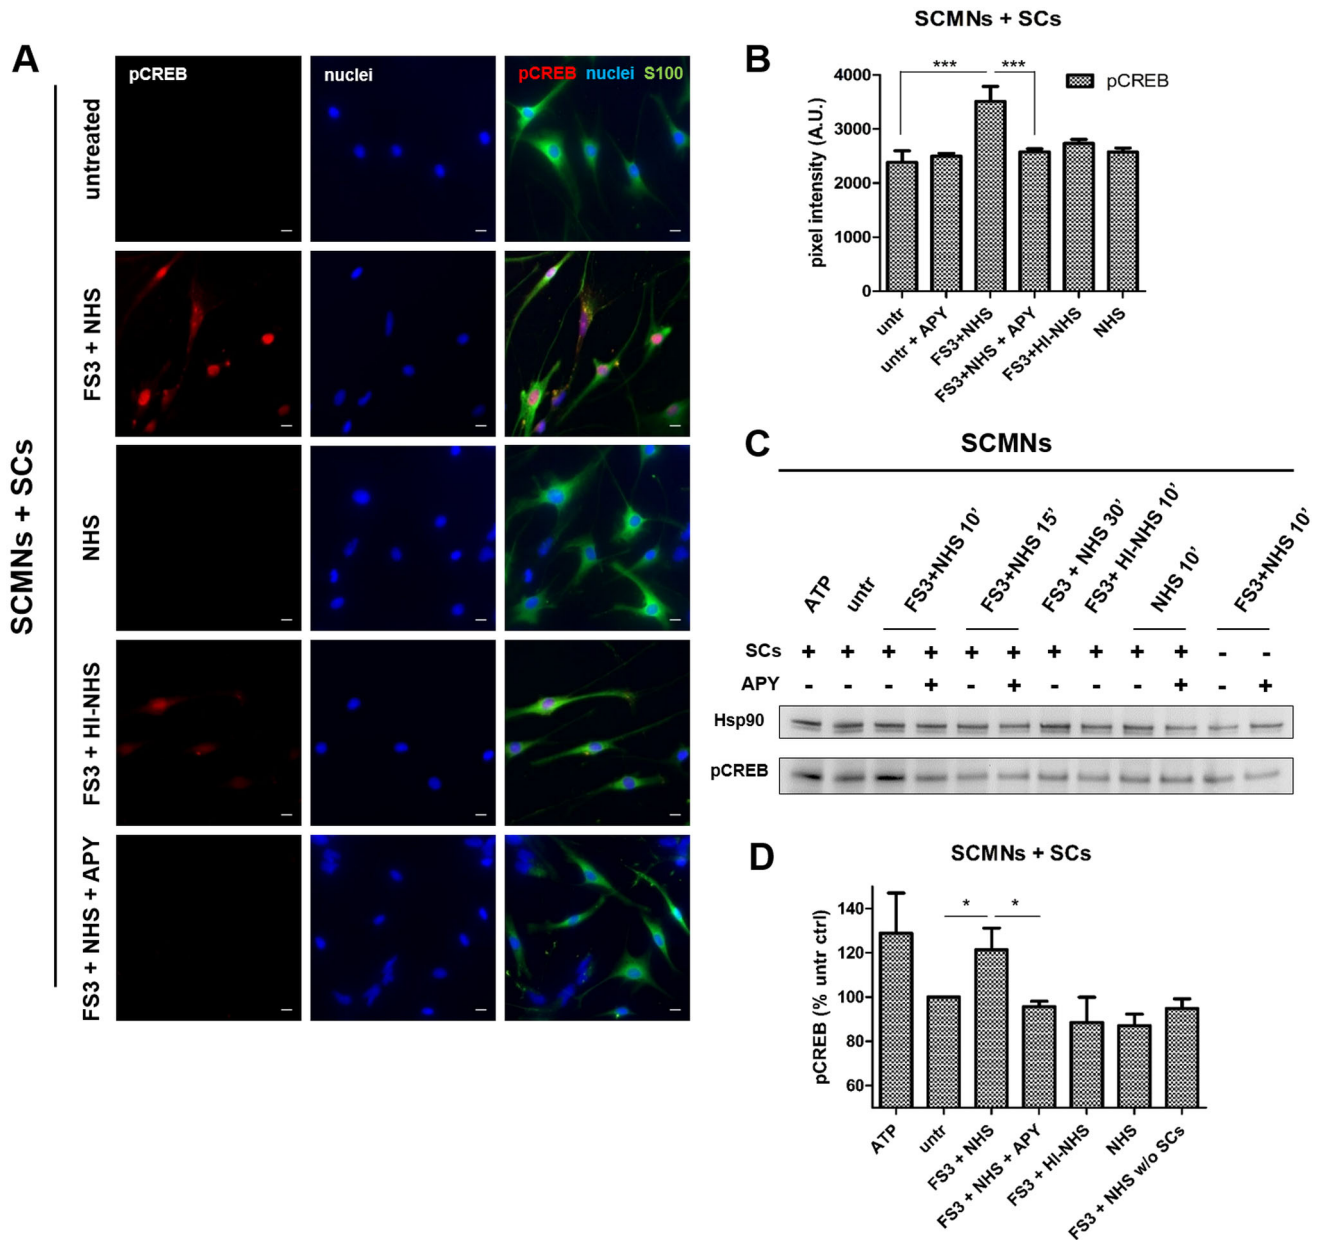 A
SCMNs + SCs
pCREB
nuclei
pCREB nuclei S100
untreated
FS3 + NHS
NHS
FS3 + HI-NHS
FS3 + NHS + APY
SCMNs + SCs
B
*** ***
pCREB
pixel intensity (A.U.)
4000
3000
2000
1000
0
untr
untr + APY
FS3+NHS
FS3+NHS + APY
FS3+HI-NHS
NHS
C
SCMNs
ATP
untr
FS3+NHS 10’
FS3+NHS 15’
FS3 + NHS 30’
FS3+ HI-NHS 10’
NHS 10’
FS3+NHS 10’
SCs + + + + + + + + + + - -
APY - - - + - + - - - + - +
Hsp90
pCREB
D
SCMNs + SCs
* *
pCREB (% untr ctrl)
140
120
100
80
60
ATP
untr
FS3 + NHS
FS3 + NHS + APY
FS3 + HI-NHS
NHS
FS3 + NHS w/o SCs